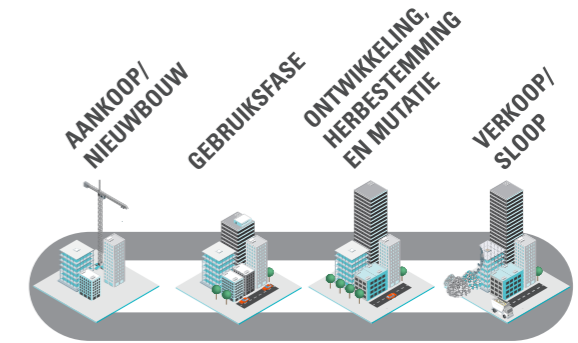 AANKOOP/
NIEUWBOUW
GEBRUIKSFASE
ONTWIKKELING,
HERBESTEMMING
EN MUTATIE
VERKOOP/
SLOOP